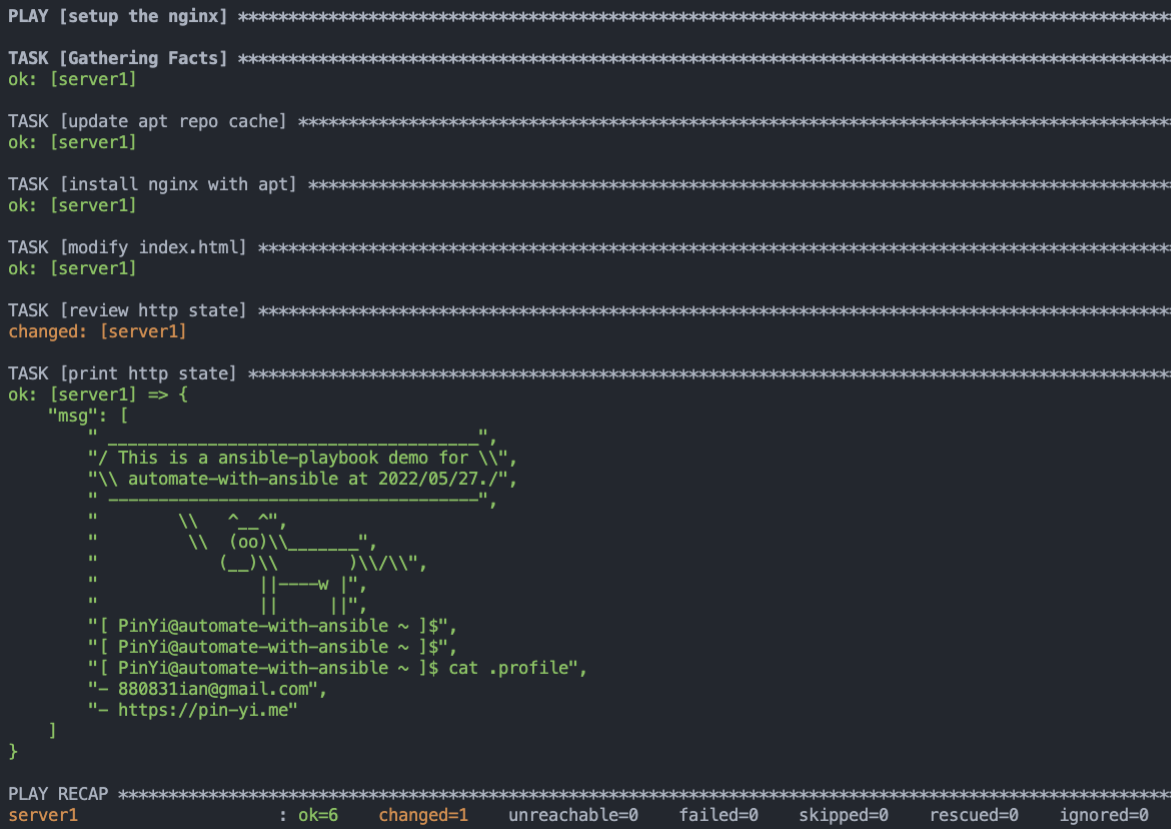 PLAY [setup the nginx] *********************************************************************************************
TASK [Gathering Facts] *********************************************************************************************
ok: [server1]
TASK [update apt repo cache] ***************************************************************************************
ok: [server1]
TASK [install nginx with apt] **************************************************************************************
ok: [server1]
TASK [modify index.html] *******************************************************************************************
ok: [server1]
TASK [review http state] *******************************************************************************************
changed: [server1]
TASK [print http state] ********************************************************************************************
ok: [server1] => {
    "msg": [
        " _____________________________________",
        "/ This is a ansible-playbook demo for \\",
        "\\ automate-with-ansible at 2022/05/27./",
        " -------------------------------------",
        "        \\   ^__^",
        "         \\  (oo)\\_______",
        "            (__)\\       )\\/\\",
        "                ||----w |",
        "                ||     ||",
        "[ PinYi@automate-with-ansible ~ ]$",
        "[ PinYi@automate-with-ansible ~ ]$",
        "[ PinYi@automate-with-ansible ~ ]$ cat .profile",
        "- 880831ian@gmail.com",
        "- https://pin-yi.me"
    ]
}
PLAY RECAP *********************************************************************************************************
server1                    : ok=6    changed=1    unreachable=0    failed=0    skipped=0    rescued=0    ignored=0